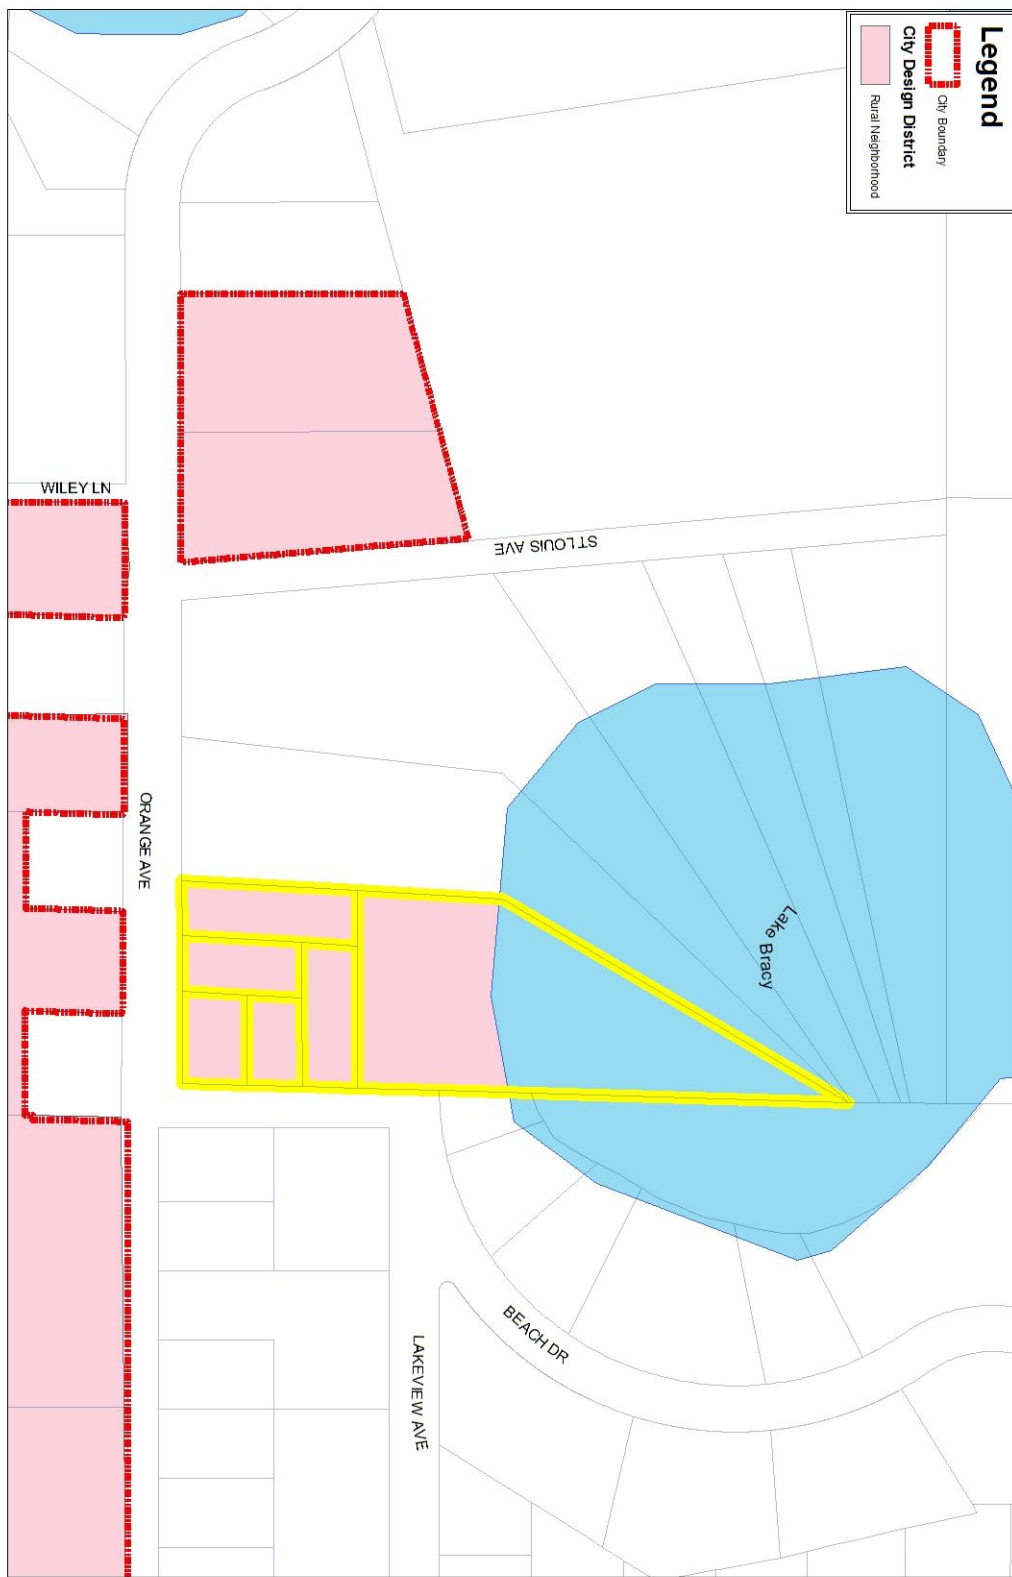 Legend
City Boundary
City Design District
Rural Neighborhood
WILEY LN
ST LOUIS AVE
ORANGE AVE
Lake Bracy
BEACH DR
LAKEVIEW AVE